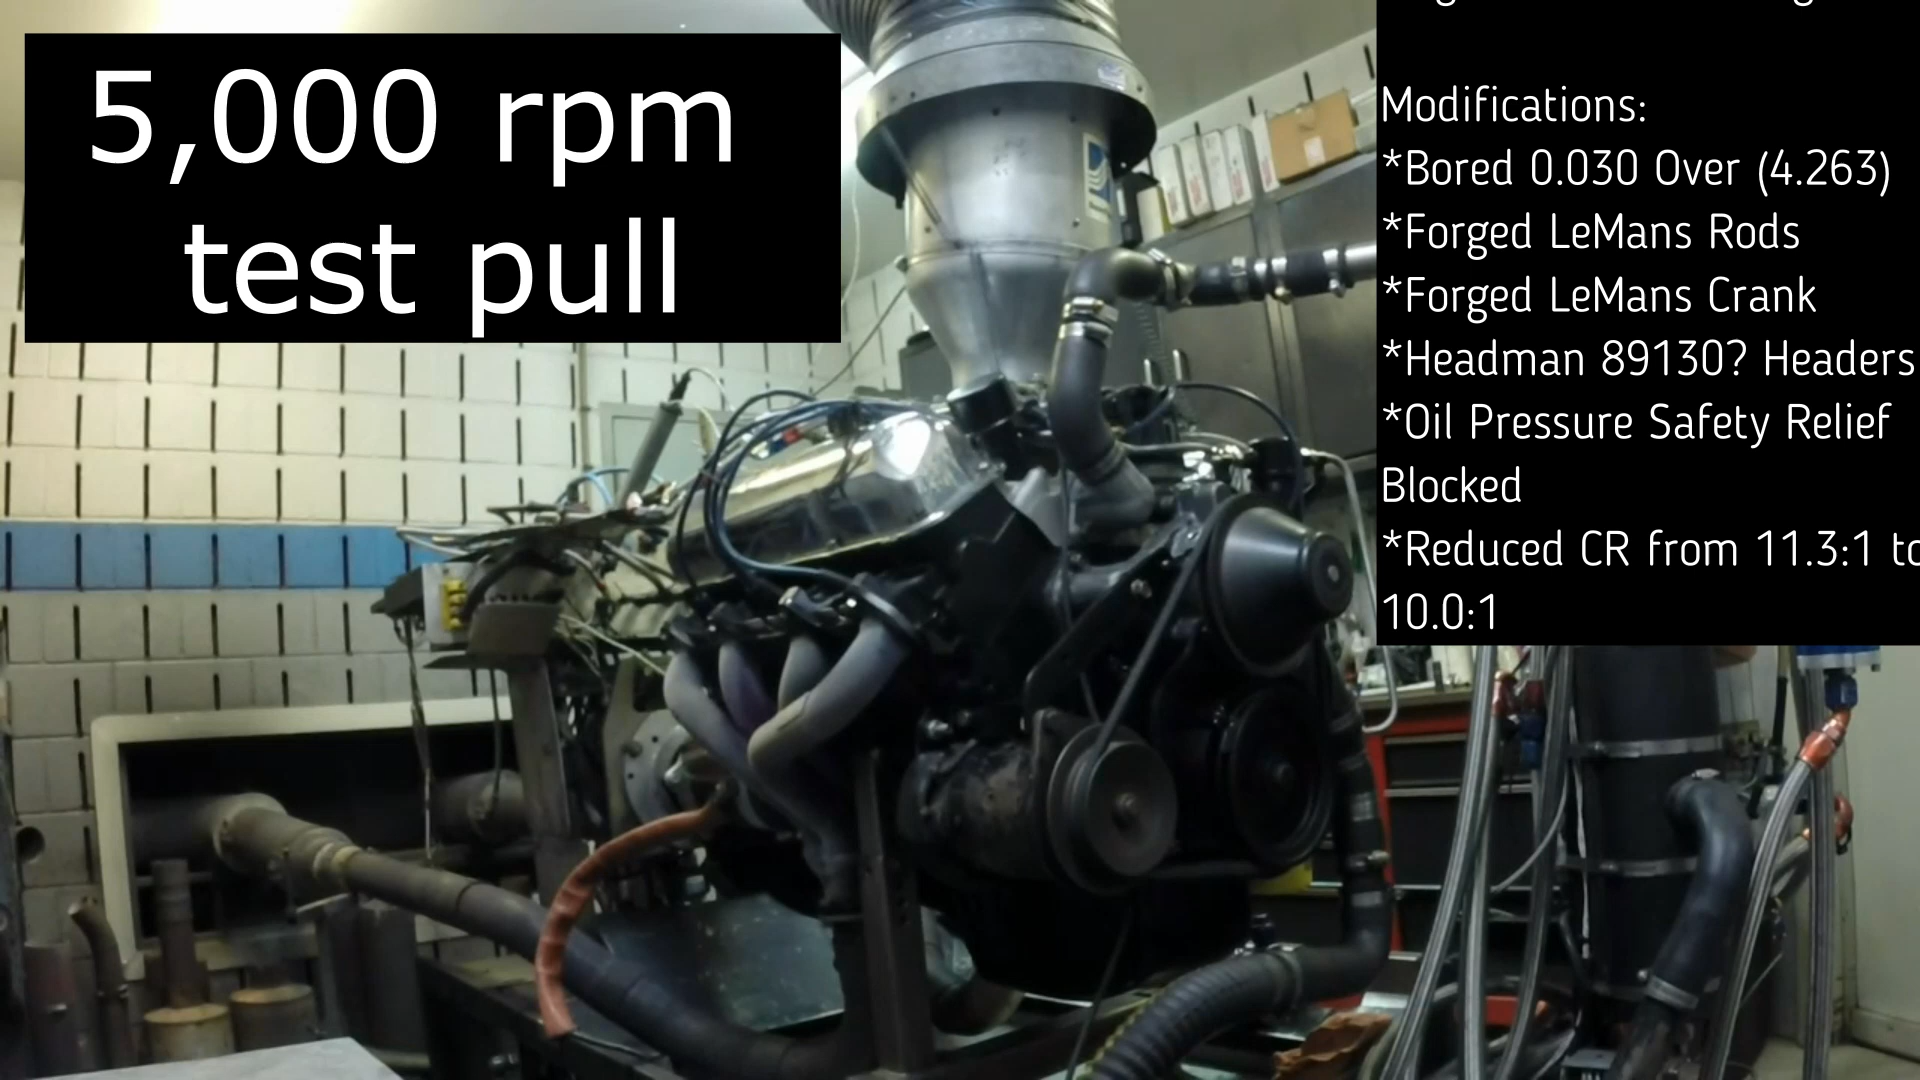 5,000 rpm
test pull
Modifications:
*Bored 0.030 Over (4.263)
*Forged LeMans Rods
*Forged LeMans Crank
*Headman 89130? Headers
*Oil Pressure Safety Relief
Blocked
*Reduced CR from 11.3:1 to
10.0:1